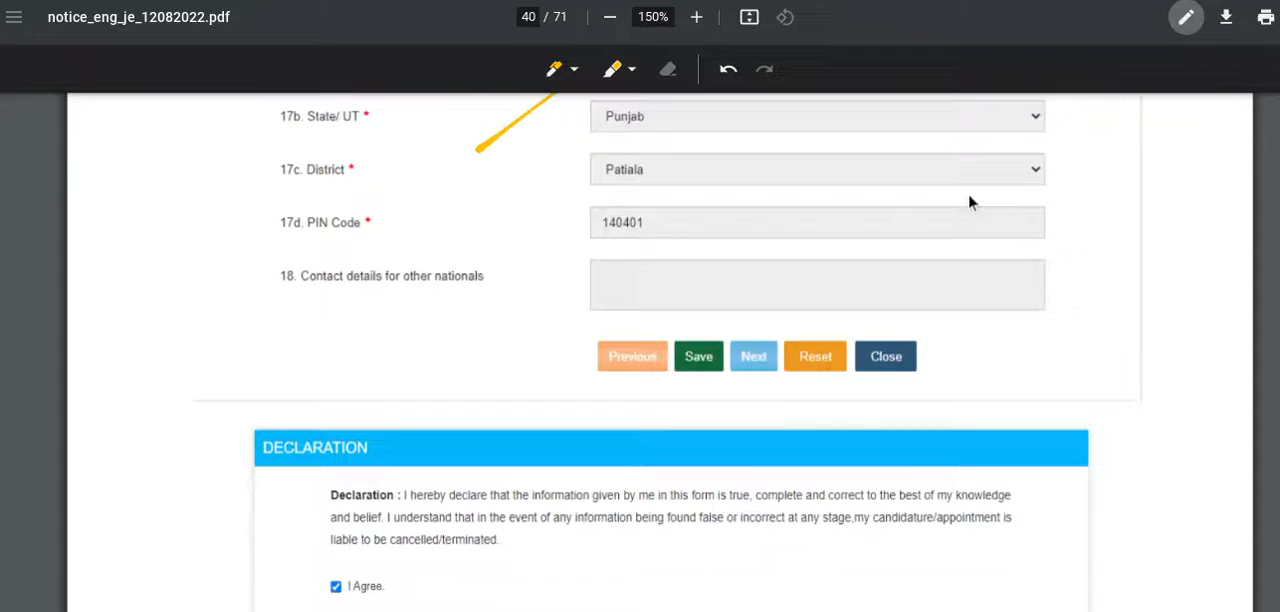 notice_eng_je_12082022.pdf
40 / 71
150%
17b. State/ UT *
Punjab
17c. District *
Patiala
17d. PIN Code *
140401
18. Contact details for other nationals
Previous Save Next Reset Close
DECLARATION
Declaration : I hereby declare that the information given by me in this form is true, complete and correct to the best of my knowledge
and belief. I understand that in the event of any information being found false or incorrect at any stage,my candidature/appointment is
liable to be cancelled/terminated.
I Agree.